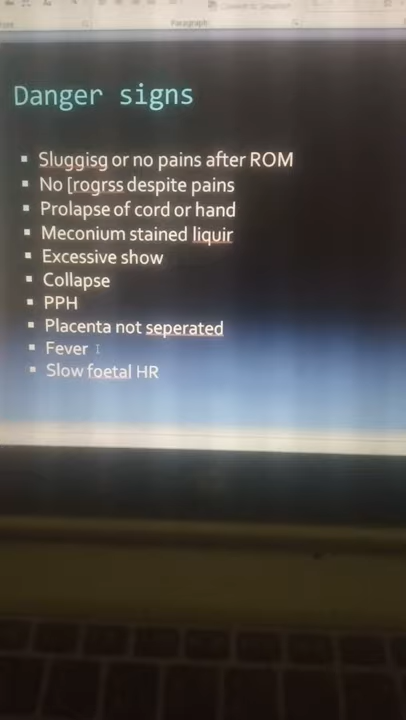 Paragraph
Danger signs
▪ Sluggisg or no pains after ROM
▪ No [rogrss despite pains
▪ Prolapse of cord or hand
▪ Meconium stained liquir
▪ Excessive show
▪ Collapse
▪ PPH
▪ Placenta not seperated
▪ Fever
▪ Slow foetal HR